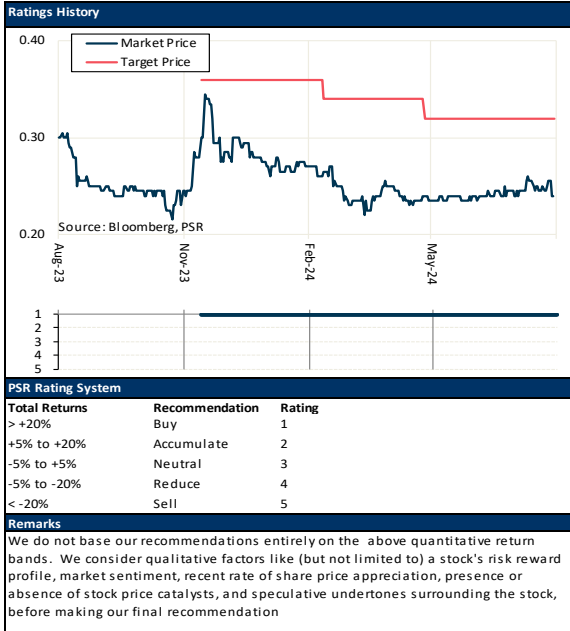 Ratings History
0.40
Market Price
Target Price
0.30
0.20
Source: Bloomberg, PSR
Aug-23
Nov-23
Feb-24
May-24
1
2
3
4
5
PSR Rating System
Total Returns Recommendation Rating
> +20% Buy 1
+5% to +20% Accumulate 2
-5% to +5% Neutral 3
-5% to -20% Reduce 4
< -20% Sell 5
Remarks
We do not base our recommendations entirely on the above quantitative return
bands. We consider qualitative factors like (but not limited to) a stock's risk reward
profile, market sentiment, recent rate of share price appreciation, presence or
absence of stock price catalysts, and speculative undertones surrounding the stock,
before making our final recommendation